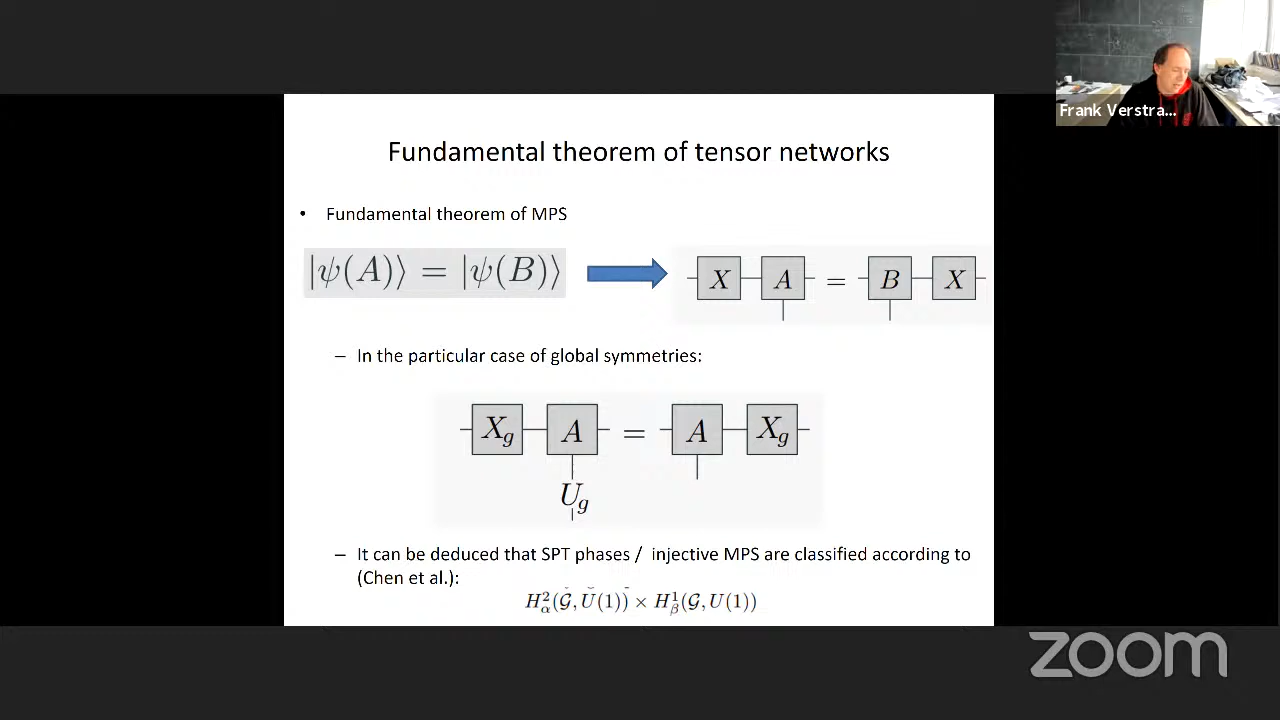 Frank Verstra...
Fundamental theorem of tensor networks
• Fundamental theorem of MPS
|ψ(A)⟩ = |ψ(B)⟩
X A = B X
– In the particular case of global symmetries:
X_g A = A X_g
U_g
– It can be deduced that SPT phases / injective MPS are classified according to
(Chen et al.):
H²_α(𝒢, U(1)) × H¹_β(𝒢, U(1))
zoom